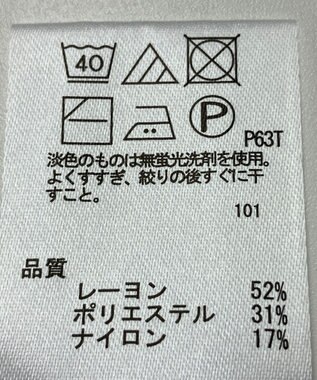 40
P
P63T
淡色のものは無蛍光洗剤を使用。
よくすすぎ、絞りの後すぐに干
すこと。
101
品質
レーヨン 52%
ポリエステル 31%
ナイロン 17%